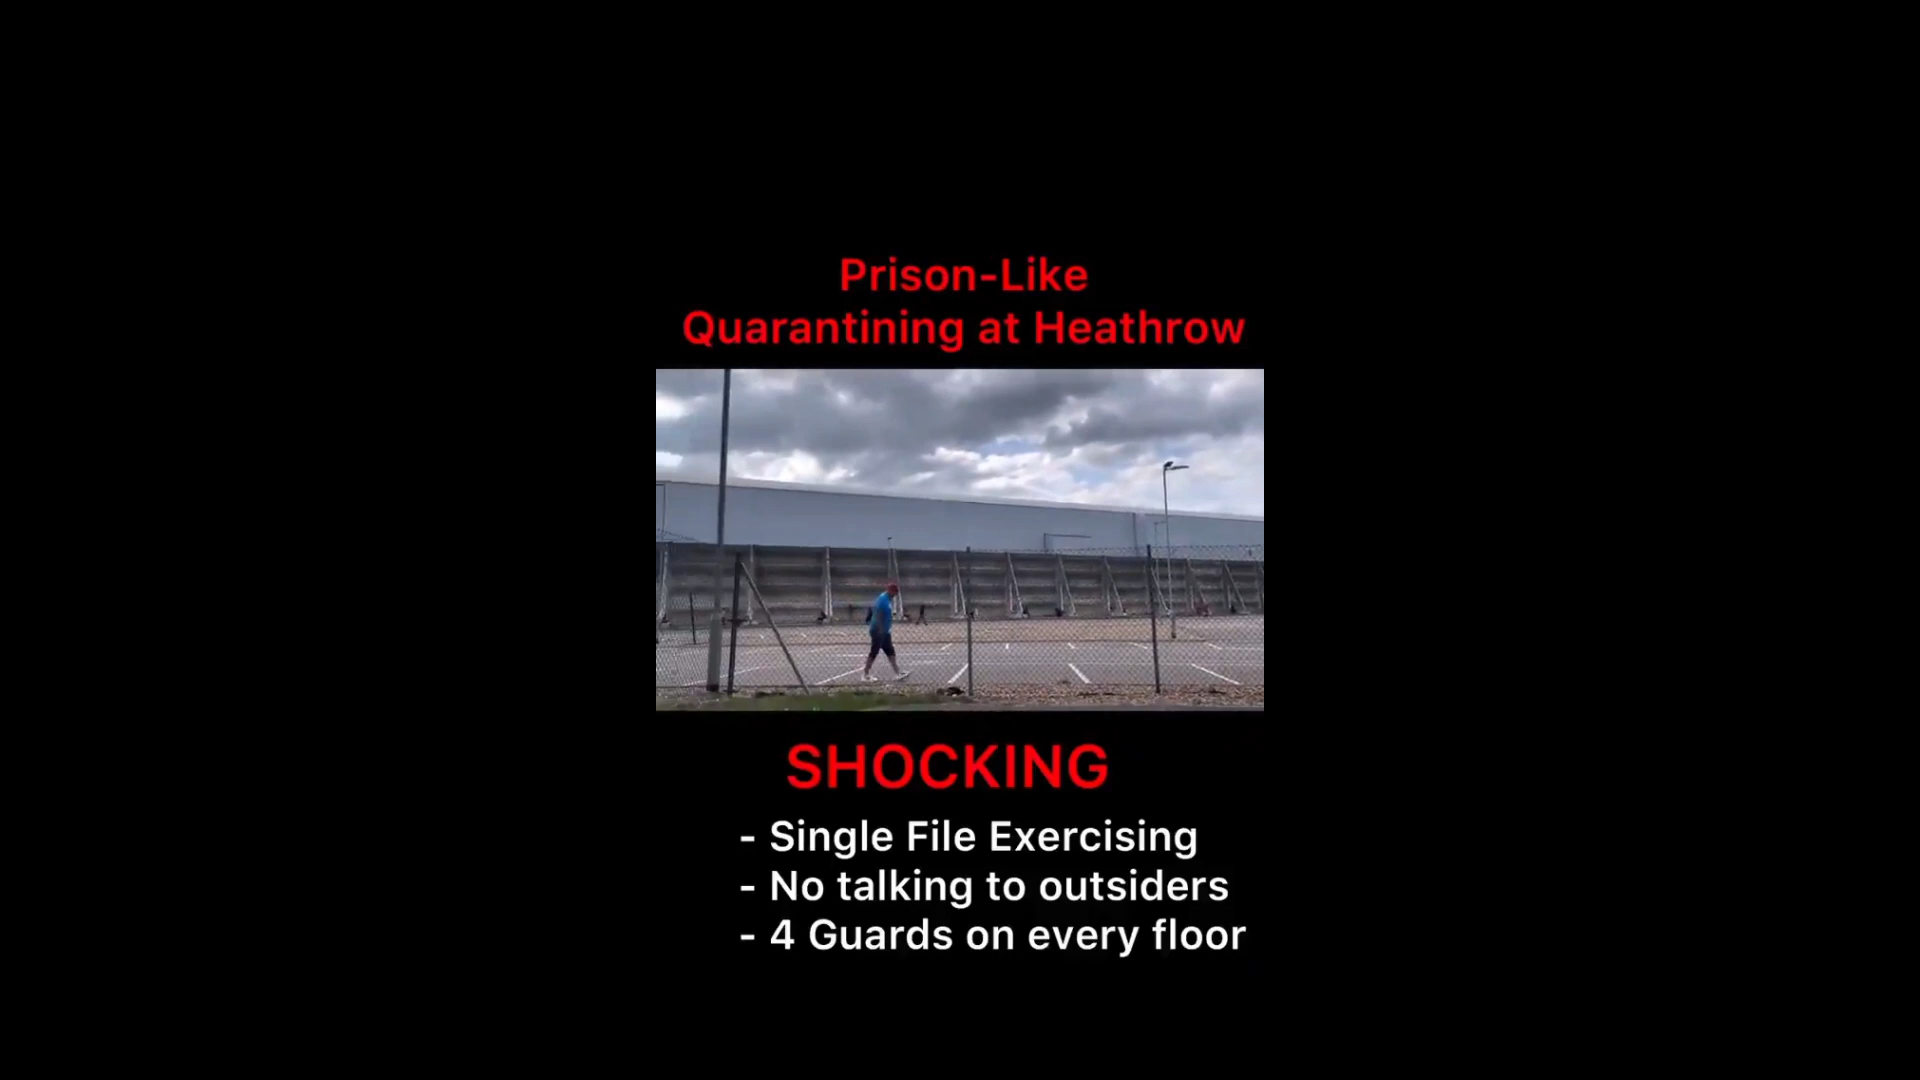 Prison-Like
Quarantining at Heathrow
SHOCKING
- Single File Exercising
- No talking to outsiders
- 4 Guards on every floor